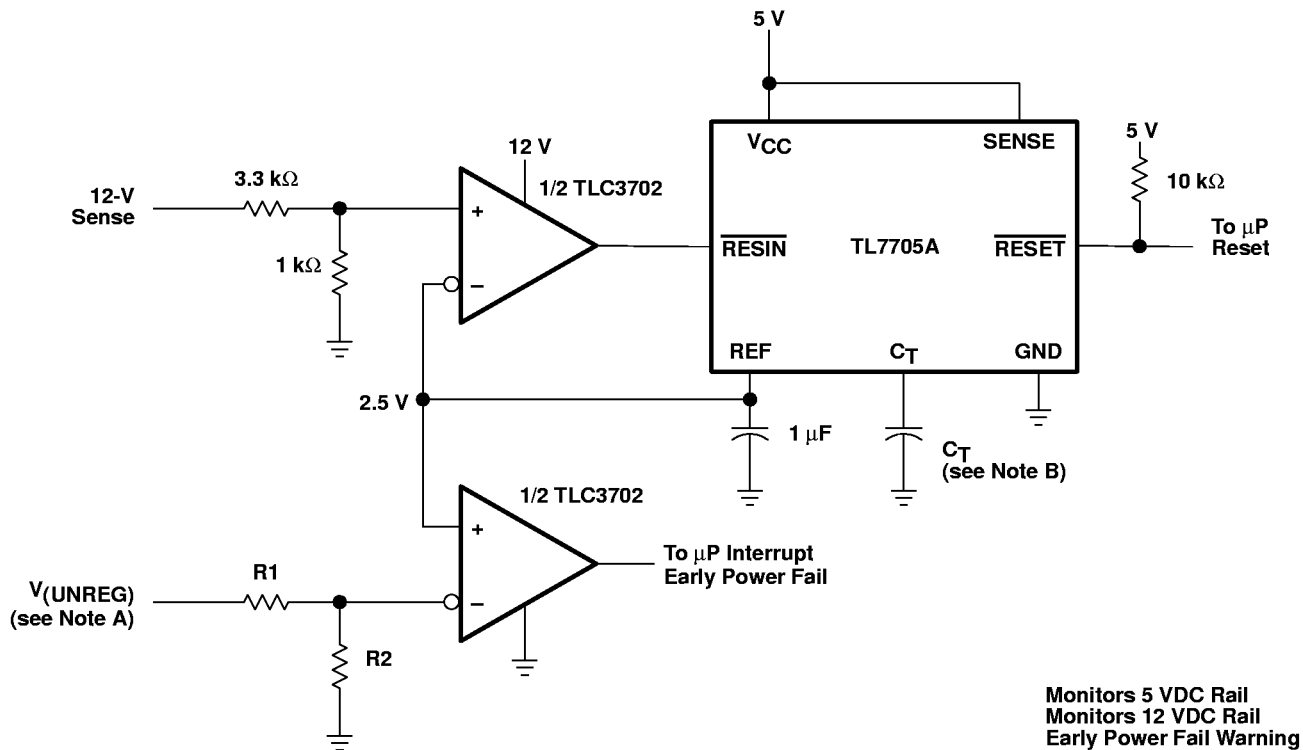 5 V
V_CC
SENSE
5 V
12 V
1/2 TLC3702
3.3 kΩ
10 kΩ
12-V
Sense
+
RESIN
TL7705A
RESET
To μP
Reset
1 kΩ
−
REF
C_T
GND
2.5 V
1 μF
C_T
(see Note B)
1/2 TLC3702
+
To μP Interrupt
Early Power Fail
V(UNREG)
(see Note A)
R1
−
R2
Monitors 5 VDC Rail
Monitors 12 VDC Rail
Early Power Fail Warning